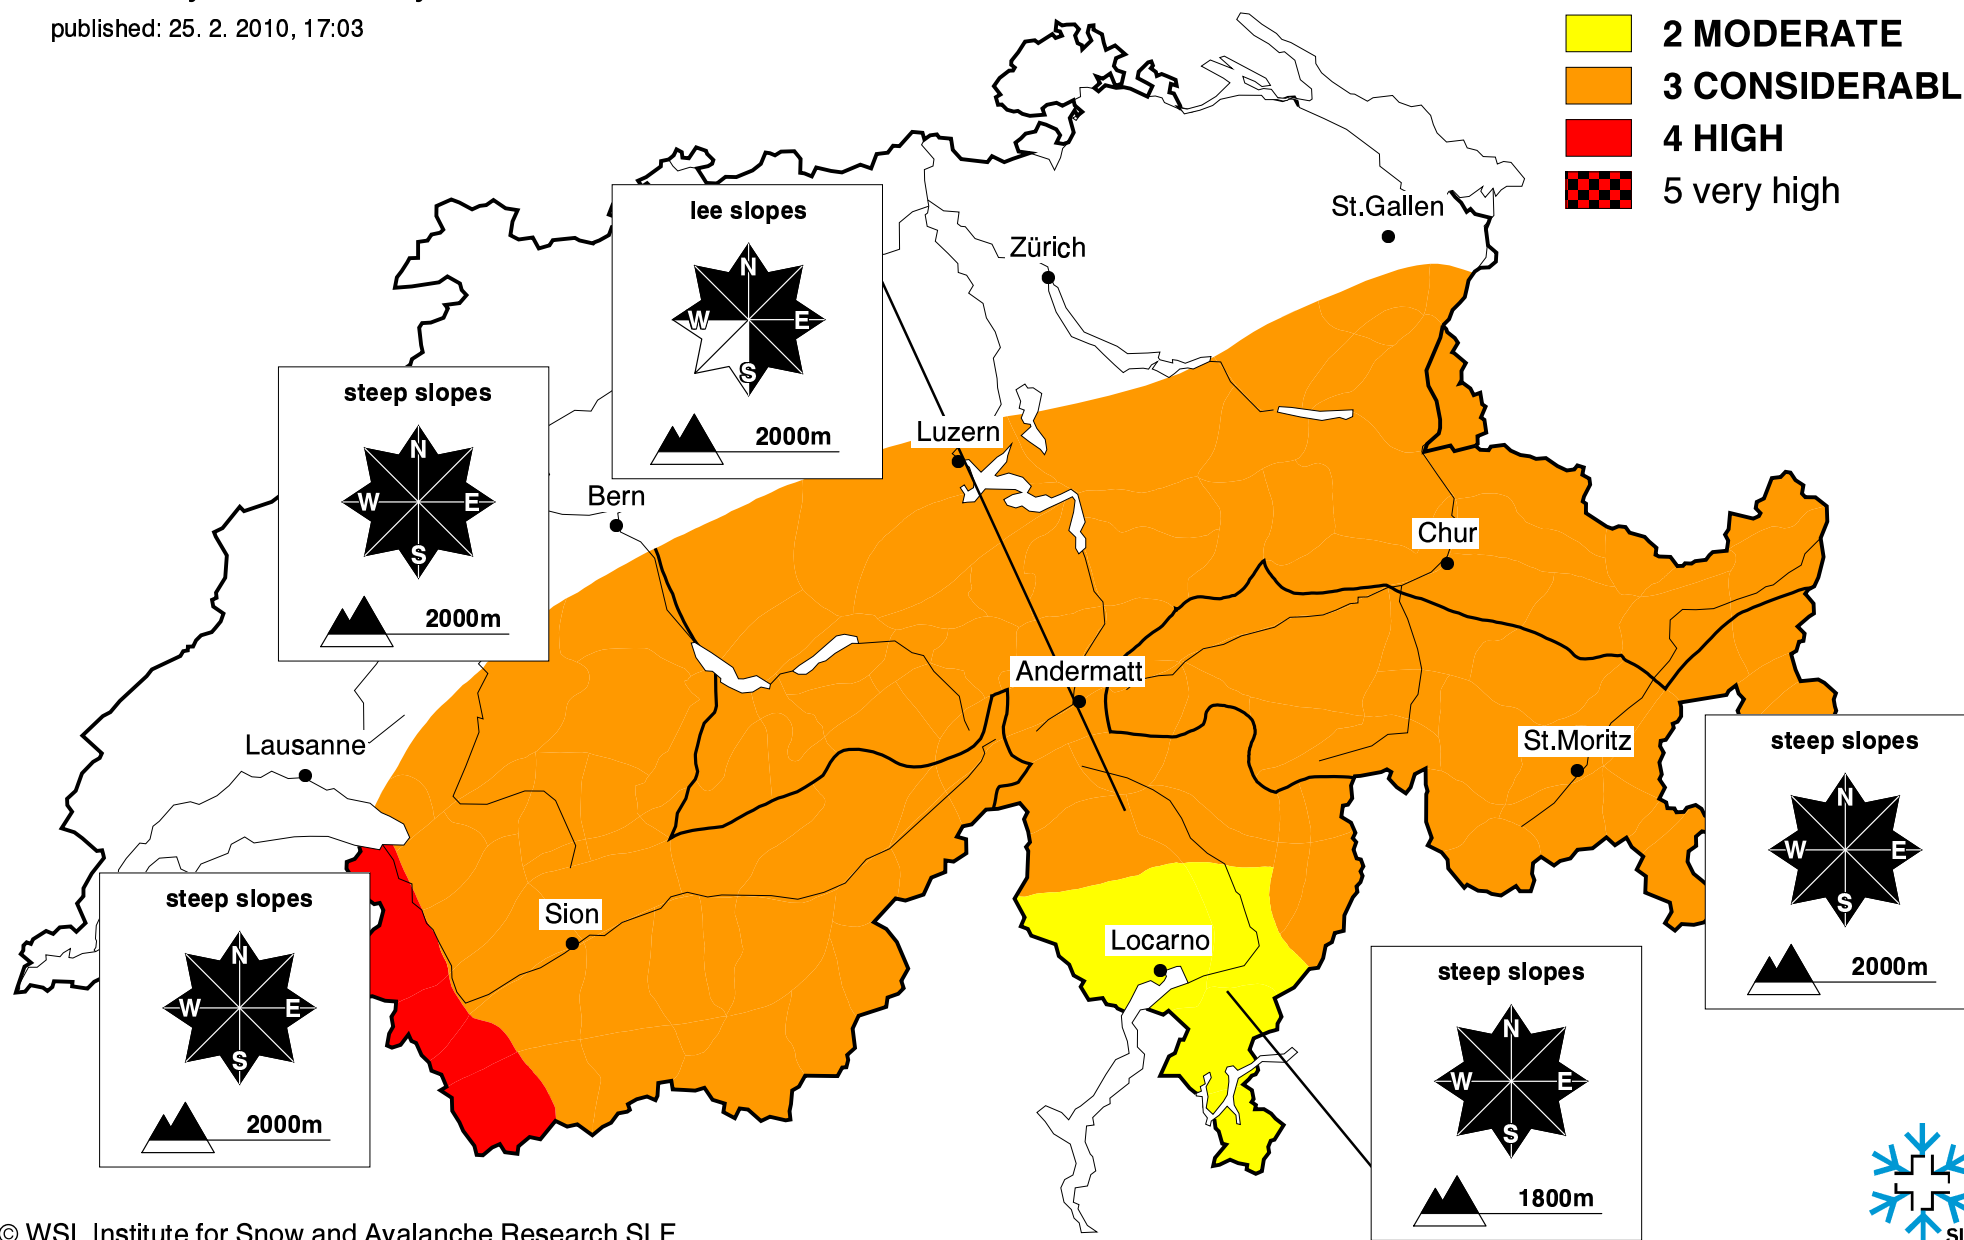 published: 25. 2. 2010, 17:03
2 MODERATE
3 CONSIDERABL
4 HIGH
5 very high
St.Gallen
Zürich
lee slopes
N
W E
S
2000m
steep slopes
N
W E
S
2000m
Luzern
Bern
Chur
Andermatt
St.Moritz
Lausanne
steep slopes
N
W E
S
2000m
steep slopes
N
W E
S
2000m
Sion
Locarno
steep slopes
N
W E
S
1800m
© WSL Institute for Snow and Avalanche Research SLF